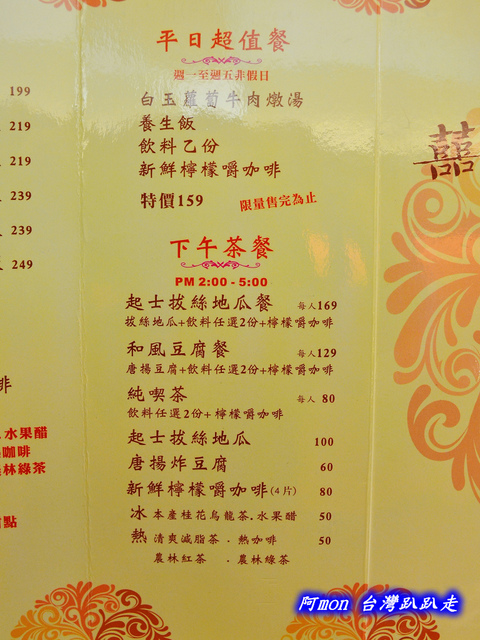 199
219
219
239
239
249
啡
水果醋
咖啡
林綠茶
點
平日超值餐
週一至週五非假日
白玉蘿蔔牛肉燉湯
養生飯
飲料乙份
新鮮檸檬嚼咖啡
特價159 限量售完為止
下午茶餐
PM 2:00 - 5:00
起士拔絲地瓜餐 每人169
拔絲地瓜+飲料任選2份+檸檬嚼咖啡
和風豆腐餐 每人129
唐揚豆腐+飲料任選2份+檸檬嚼咖啡
純喫茶 每人 80
飲料任選2份+檸檬嚼咖啡
起士拔絲地瓜 100
唐揚炸豆腐 60
新鮮檸檬嚼咖啡(4片) 80
冰 本產桂花烏龍茶.水果醋 50
熱 清爽減脂茶 . 熱咖啡 50
農林紅茶 . 農林綠茶
囍
阿mon 台灣趴趴走